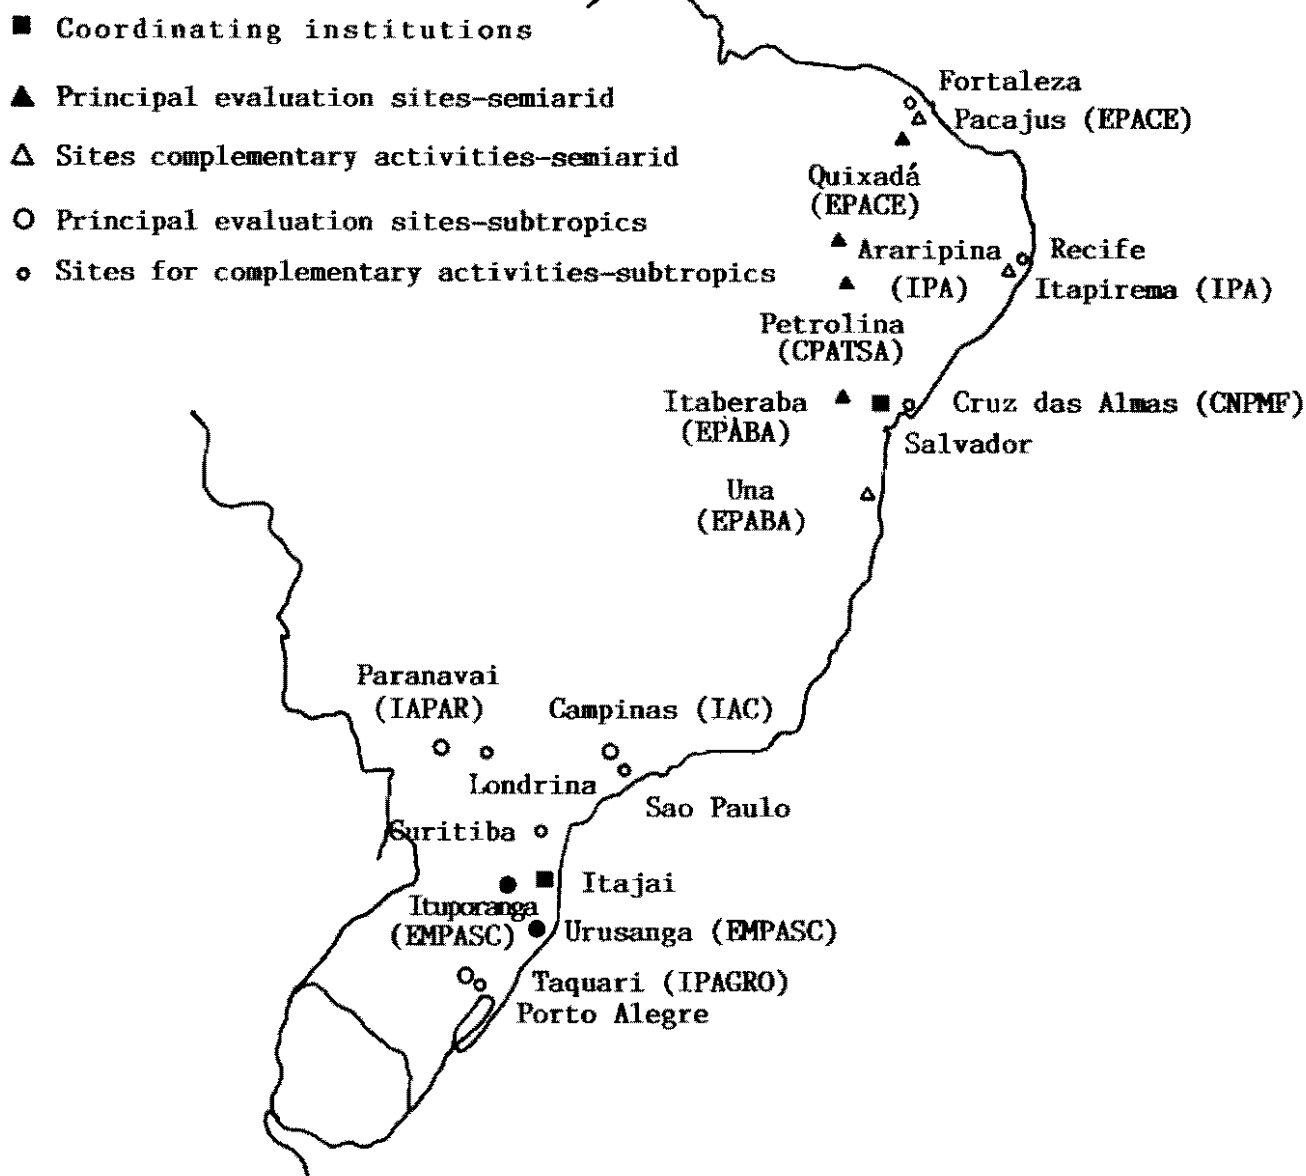 Coordinating institutions
Principal evaluation sites-semiarid
Sites complementary activities-semiarid
Principal evaluation sites-subtropics
Sites for complementary activities-subtropics
Fortaleza
Pacajus (EPACE)
Quixadá
(EPACE)
Araripina
(IPA)
Recife
Itapirema (IPA)
Petrolina
(CPATSA)
Itaberaba
(EPABA)
Cruz das Almas (CNPMF)
Salvador
Una
(EPABA)
Paranavai
(IAPAR)
Campinas (IAC)
Londrina
Sao Paulo
Curitiba
Itajai
Ituporanga
(EMPASC)
Urusanga (EMPASC)
Taquari (IPAGRO)
Porto Alegre